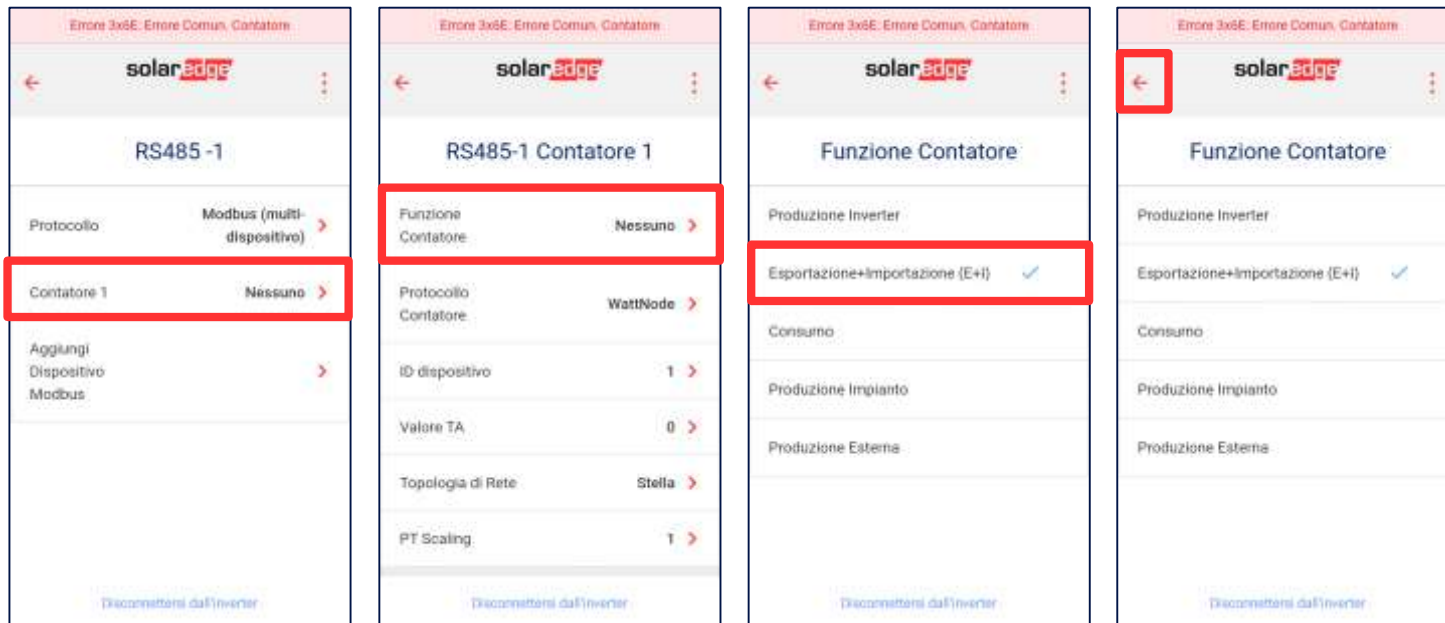 Errore 3x6E: Errore Comun. Contatore
solaredge
RS485 -1
Protocollo
Modbus (multi-
dispositivo)
Contatore 1
Nessuno
Aggiungi
Dispositivo
Modbus
Disconnettersi dall'inverter
Errore 3x6E: Errore Comun. Contatore
solaredge
RS485-1 Contatore 1
Funzione
Contatore
Nessuno
Protocollo
Contatore
WattNode
ID dispositivo
1
Valore TA
0
Topologia di Rete
Stella
PT Scaling
1
Disconnettersi dall'inverter
Errore 3x6E: Errore Comun. Contatore
solaredge
Funzione Contatore
Produzione Inverter
Esportazione+Importazione (E+I)
Consumo
Produzione Impianto
Produzione Esterna
Disconnettersi dall'inverter
Errore 3x6E: Errore Comun. Contatore
solaredge
Funzione Contatore
Produzione Inverter
Esportazione+Importazione (E+I)
Consumo
Produzione Impianto
Produzione Esterna
Disconnettersi dall'inverter